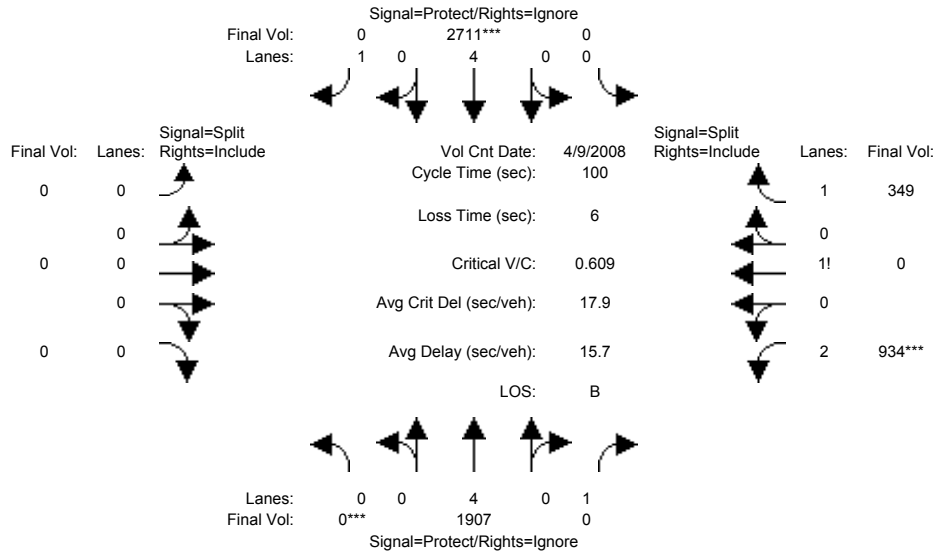 Signal=Protect/Rights=Ignore
Final Vol: 0 2711*** 0
Lanes: 1 0 4 0 0
Signal=Split Signal=Split
Final Vol: Lanes: Rights=Include Vol Cnt Date: 4/9/2008 Rights=Include Lanes: Final Vol:
Cycle Time (sec): 100
0 0 1 349
Loss Time (sec): 6
0 0
0 0 Critical V/C: 0.609 1! 0
0 Avg Crit Del (sec/veh): 17.9 0
0 0 Avg Delay (sec/veh): 15.7 2 934***
LOS: B
Lanes: 0 0 4 0 1
Final Vol: 0*** 1907 0
Signal=Protect/Rights=Ignore